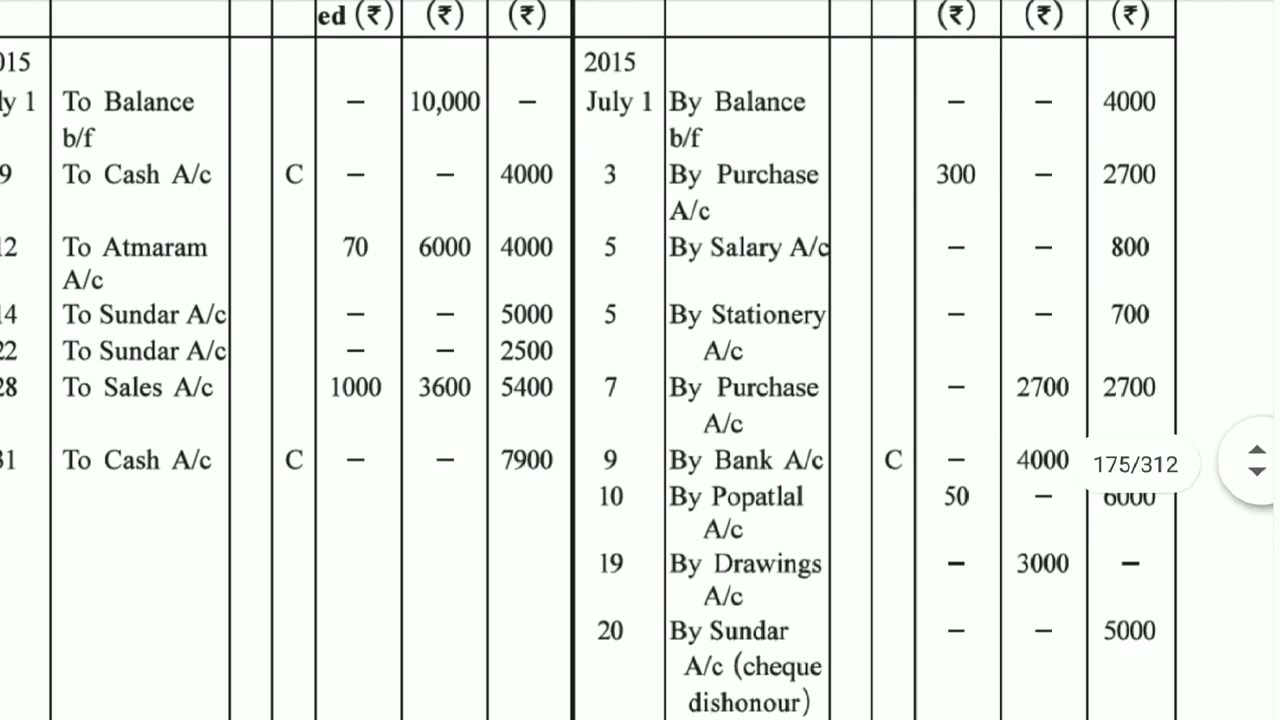 ed (₹) (₹) (₹) (₹) (₹) (₹)
015 2015
ly 1 To Balance – 10,000 – July 1 By Balance – – 4000
b/f b/f
9 To Cash A/c C – – 4000 3 By Purchase 300 – 2700
A/c
12 To Atmaram 70 6000 4000 5 By Salary A/c – – 800
A/c
14 To Sundar A/c – – 5000 5 By Stationery – – 700
22 To Sundar A/c – – 2500 A/c
28 To Sales A/c 1000 3600 5400 7 By Purchase – 2700 2700
A/c
31 To Cash A/c C – – 7900 9 By Bank A/c C – 4000 175/312
10 By Popatlal 50 – 6000
A/c
19 By Drawings – 3000 –
A/c
20 By Sundar – – 5000
A/c (cheque
dishonour)